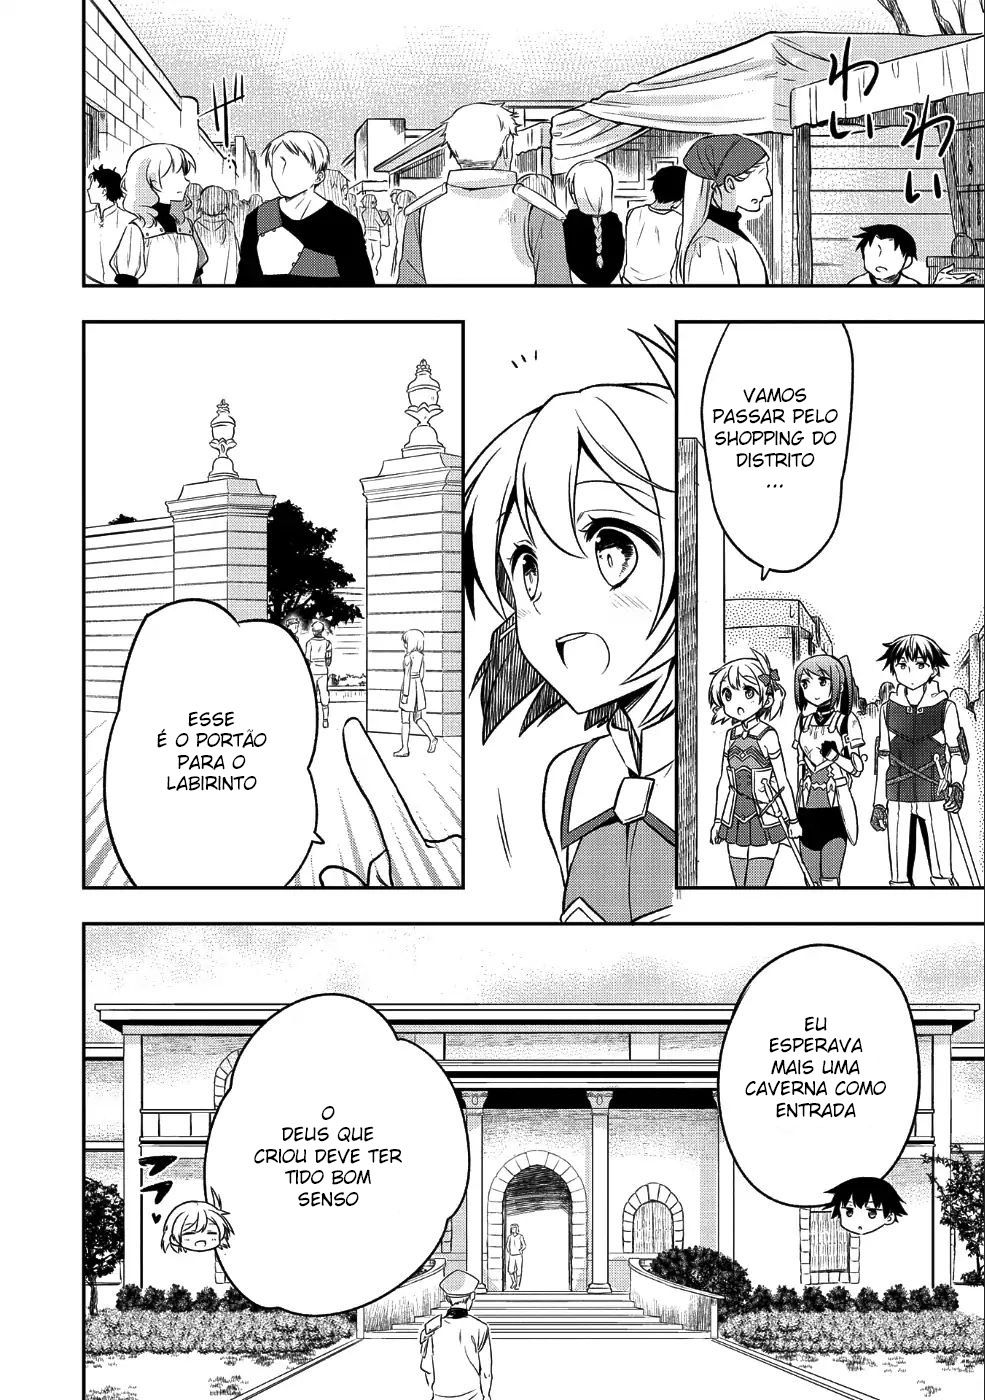 わいわい
VAMOS
PASSAR PELO
SHOPPING DO
DISTRITO
...
ESSE
É O PORTÃO
PARA O
LABIRINTO
EU
ESPERAVA
MAIS UMA
CAVERNA COMO
ENTRADA
O
DEUS QUE
CRIOU DEVE TER
TIDO BOM
SENSO